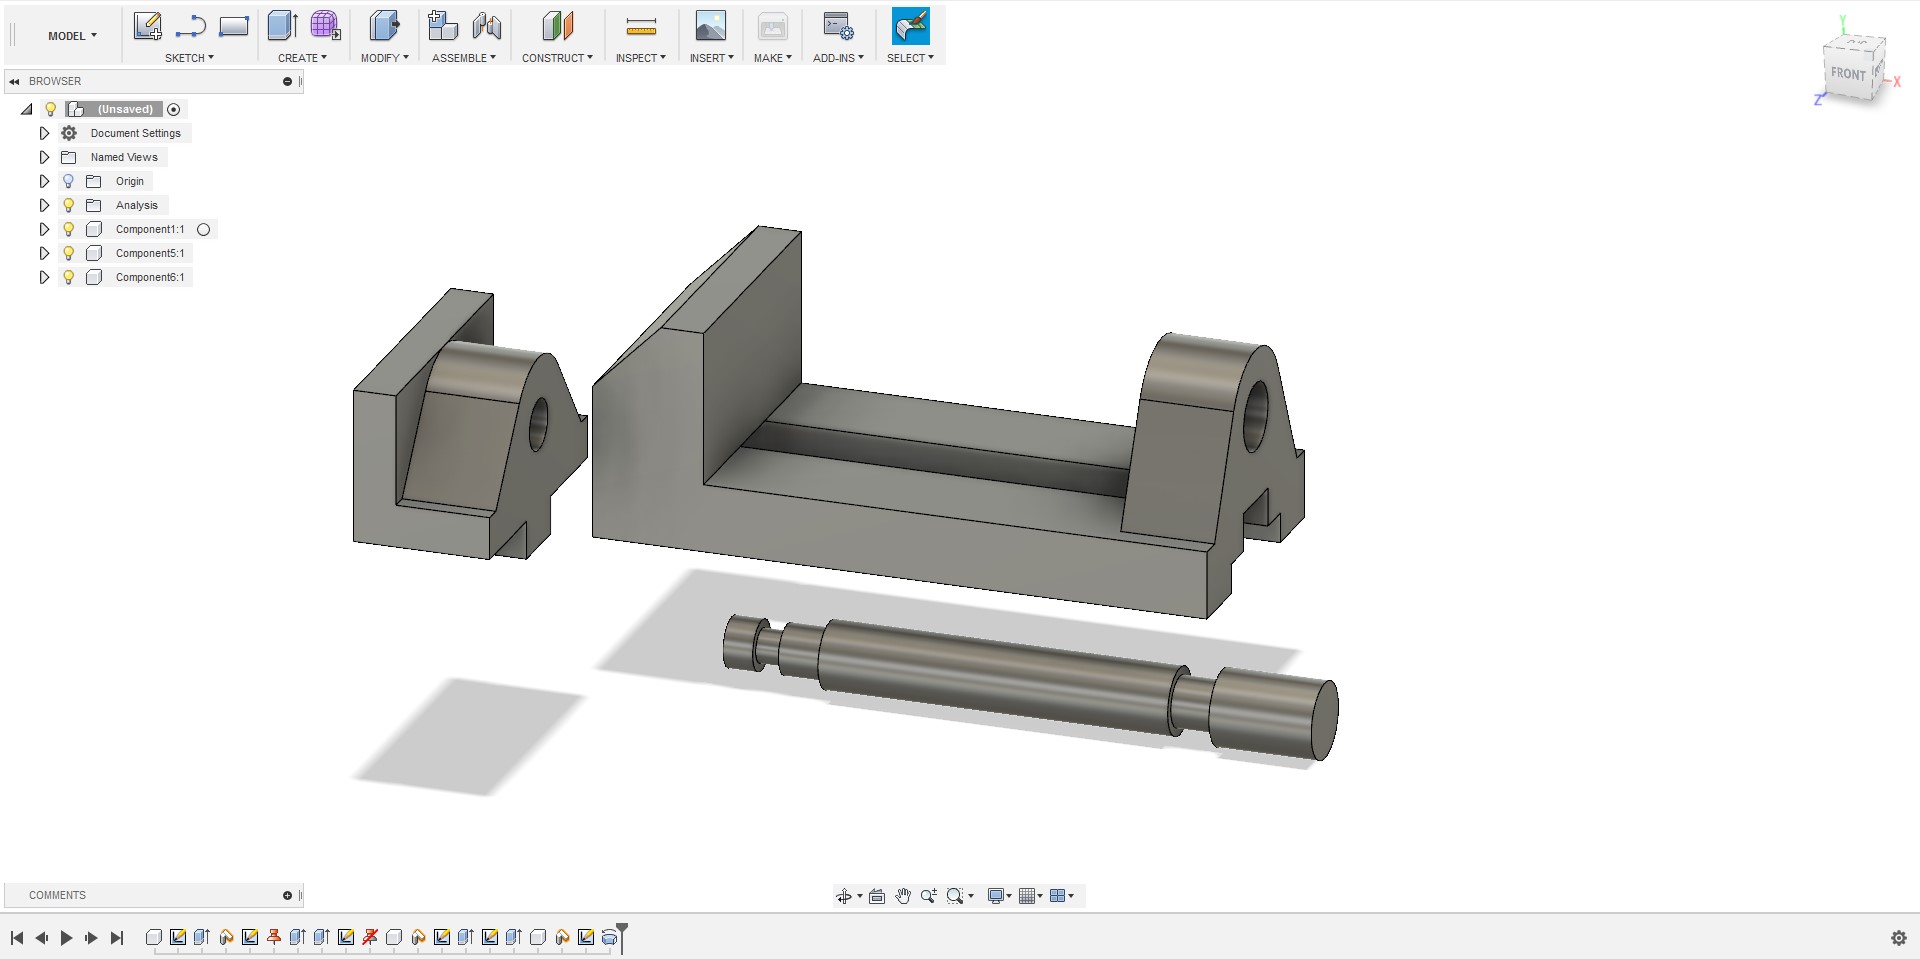 MODEL
SKETCH
CREATE
MODIFY
ASSEMBLE
CONSTRUCT
INSPECT
INSERT
MAKE
ADD-INS
SELECT
BROWSER
(Unsaved)
Document Settings
Named Views
Origin
Analysis
Component1:1
Component5:1
Component6:1
Y
FRONT
X
Z
COMMENTS